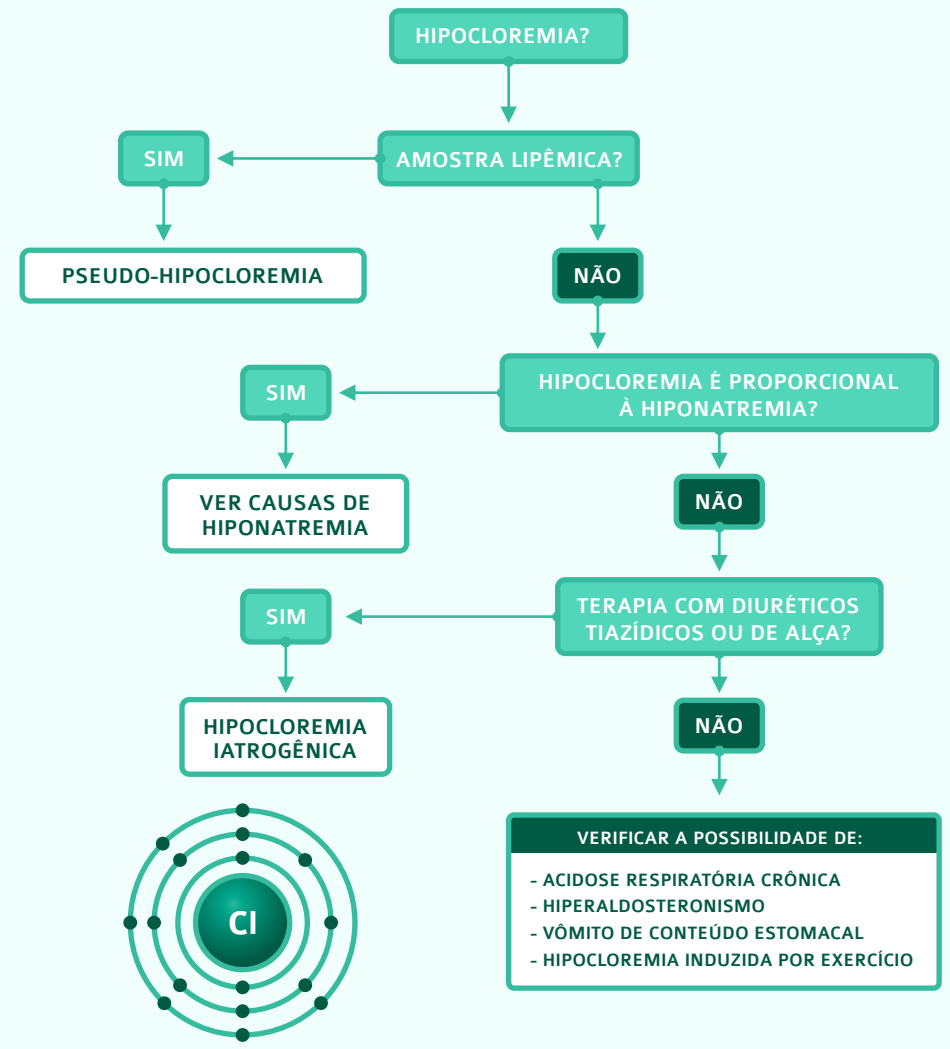 HIPOCLOREMIA?
AMOSTRA LIPÊMICA?
SIM
PSEUDO-HIPOCLOREMIA
NÃO
HIPOCLOREMIA É PROPORCIONAL
À HIPONATREMIA?
SIM
VER CAUSAS DE
HIPONATREMIA
NÃO
TERAPIA COM DIURÉTICOS
TIAZÍDICOS OU DE ALÇA?
SIM
HIPOCLOREMIA
IATROGÊNICA
NÃO
VERIFICAR A POSSIBILIDADE DE:
- ACIDOSE RESPIRATÓRIA CRÔNICA
- HIPERALDOSTERONISMO
- VÔMITO DE CONTEÚDO ESTOMACAL
- HIPOCLOREMIA INDUZIDA POR EXERCÍCIO
Cl